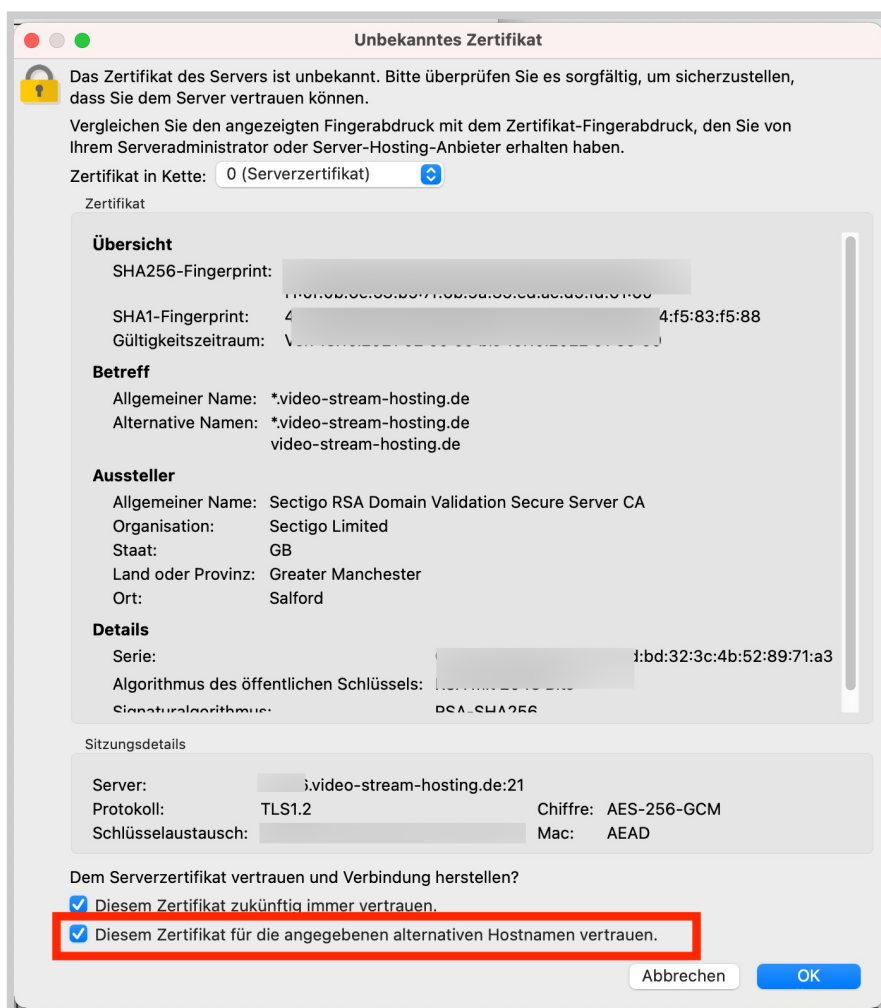 Unbekanntes Zertifikat
Das Zertifikat des Servers ist unbekannt. Bitte überprüfen Sie es sorgfältig, um sicherzustellen,
dass Sie dem Server vertrauen können.
Vergleichen Sie den angezeigten Fingerabdruck mit dem Zertifikat-Fingerabdruck, den Sie von
Ihrem Serveradministrator oder Server-Hosting-Anbieter erhalten haben.
Zertifikat in Kette: 0 (Serverzertifikat)
Zertifikat
Übersicht
SHA256-Fingerprint:
SHA1-Fingerprint: 4:f5:83:f5:88
Gültigkeitszeitraum:
Betreff
Allgemeiner Name: *.video-stream-hosting.de
Alternative Namen: *.video-stream-hosting.de
video-stream-hosting.de
Aussteller
Allgemeiner Name: Sectigo RSA Domain Validation Secure Server CA
Organisation: Sectigo Limited
Staat: GB
Land oder Provinz: Greater Manchester
Ort: Salford
Details
Serie: :bd:32:3c:4b:52:89:71:a3
Algorithmus des öffentlichen Schlüssels:
Signaturalgorithmus: RSA-SHA256
Sitzungsdetails
Server: .video-stream-hosting.de:21
Protokoll: TLS1.2 Chiffre: AES-256-GCM
Schlüsselaustausch: Mac: AEAD
Dem Serverzertifikat vertrauen und Verbindung herstellen?
Diesem Zertifikat zukünftig immer vertrauen.
Diesem Zertifikat für die angegebenen alternativen Hostnamen vertrauen.
Abbrechen OK